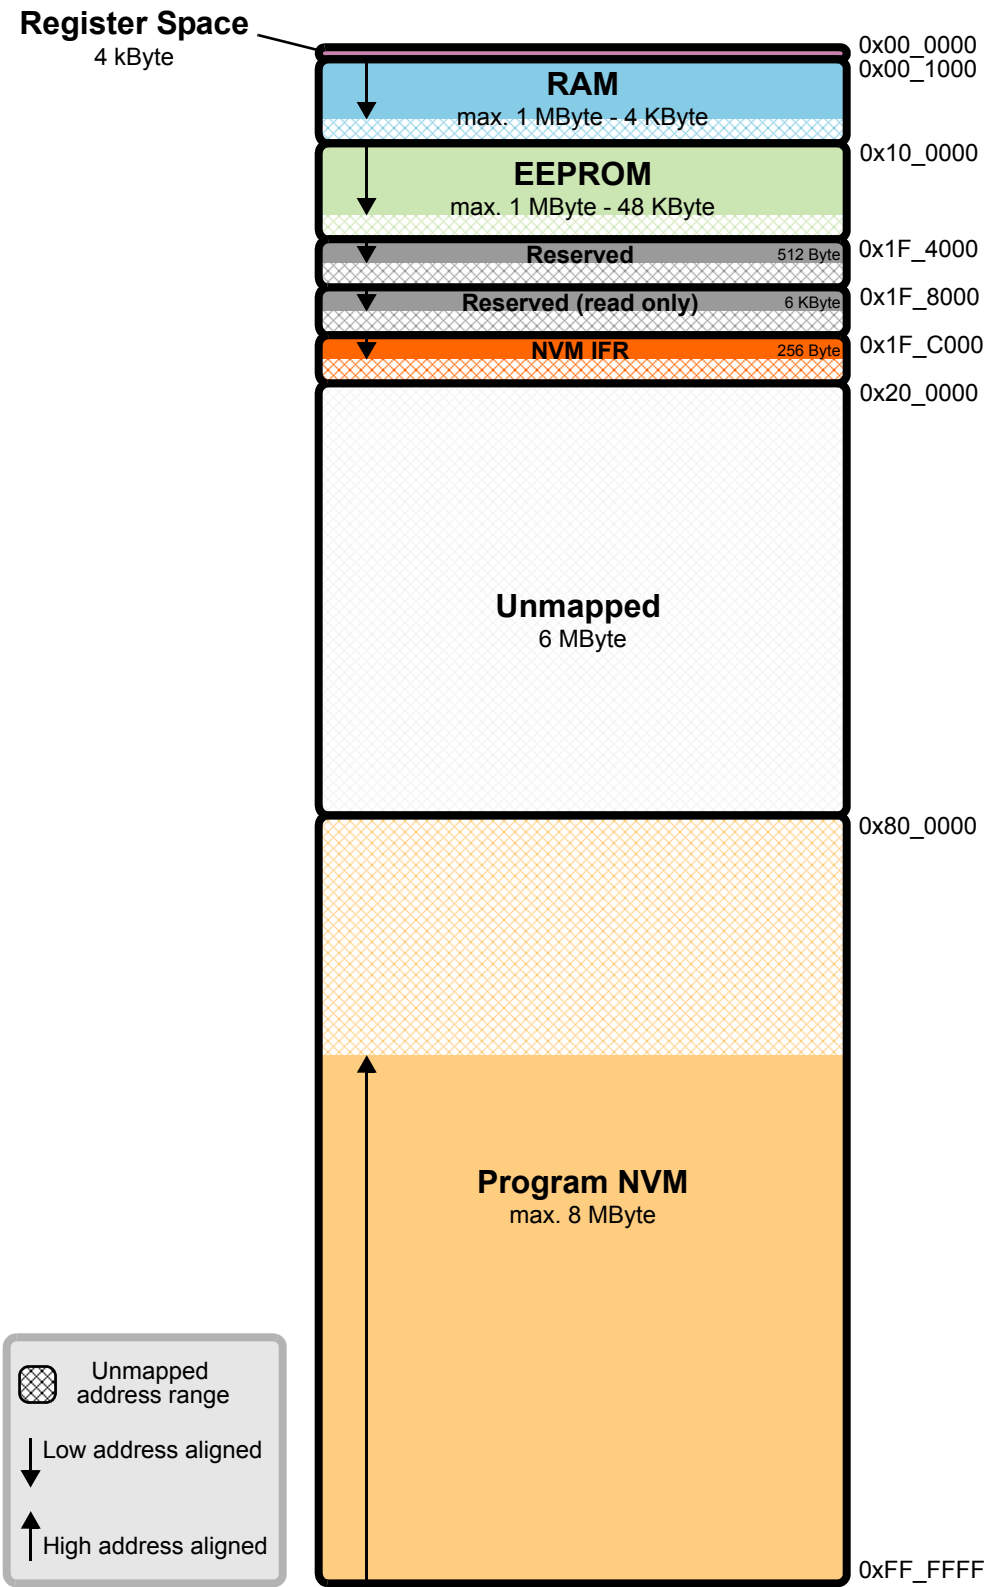 Register Space
4 kByte
0x00_0000
0x00_1000
RAM
max. 1 MByte - 4 KByte
0x10_0000
EEPROM
max. 1 MByte - 48 KByte
0x1F_4000
Reserved
512 Byte
0x1F_8000
Reserved (read only)
6 KByte
0x1F_C000
NVM IFR
256 Byte
0x20_0000
Unmapped
6 MByte
0x80_0000
Program NVM
max. 8 MByte
0xFF_FFFF
Unmapped
address range
Low address aligned
High address aligned